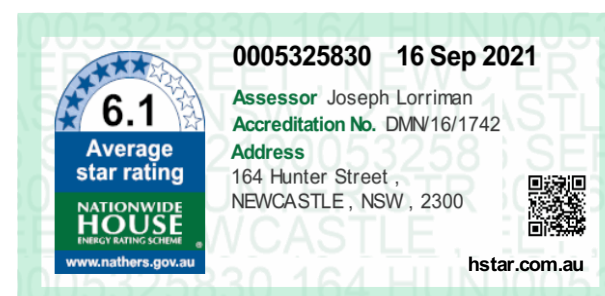 0005325830 16 Sep 2021
Assessor Joseph Lorriman
Accreditation No. DMN/16/1742
Address
164 Hunter Street ,
NEWCASTLE , NSW , 2300
hstar.com.au
6.1
Average
star rating
NATIONWIDE
HOUSE
ENERGY RATING SCHEME
www.nathers.gov.au